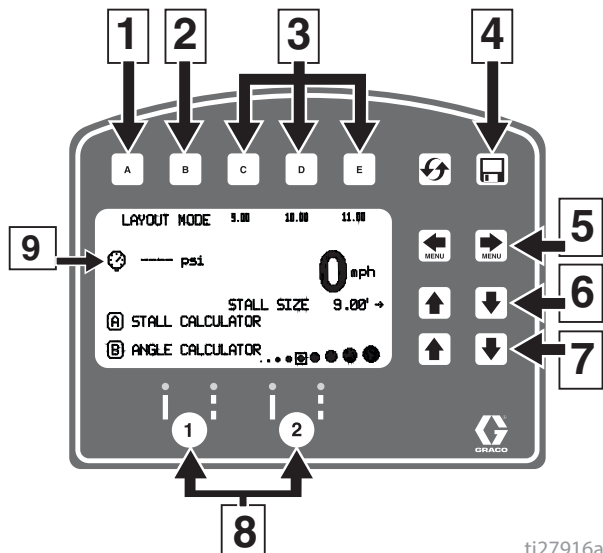 1
2
3
4
A
B
C
D
E
LAYOUT MODE 9.00 10.00 11.00
9
---- psi
0 mph
MENU
MENU
5
STALL SIZE 9.00' →
6
A STALL CALCULATOR
B ANGLE CALCULATOR
7
1
2
GRACO
8
ti27916a